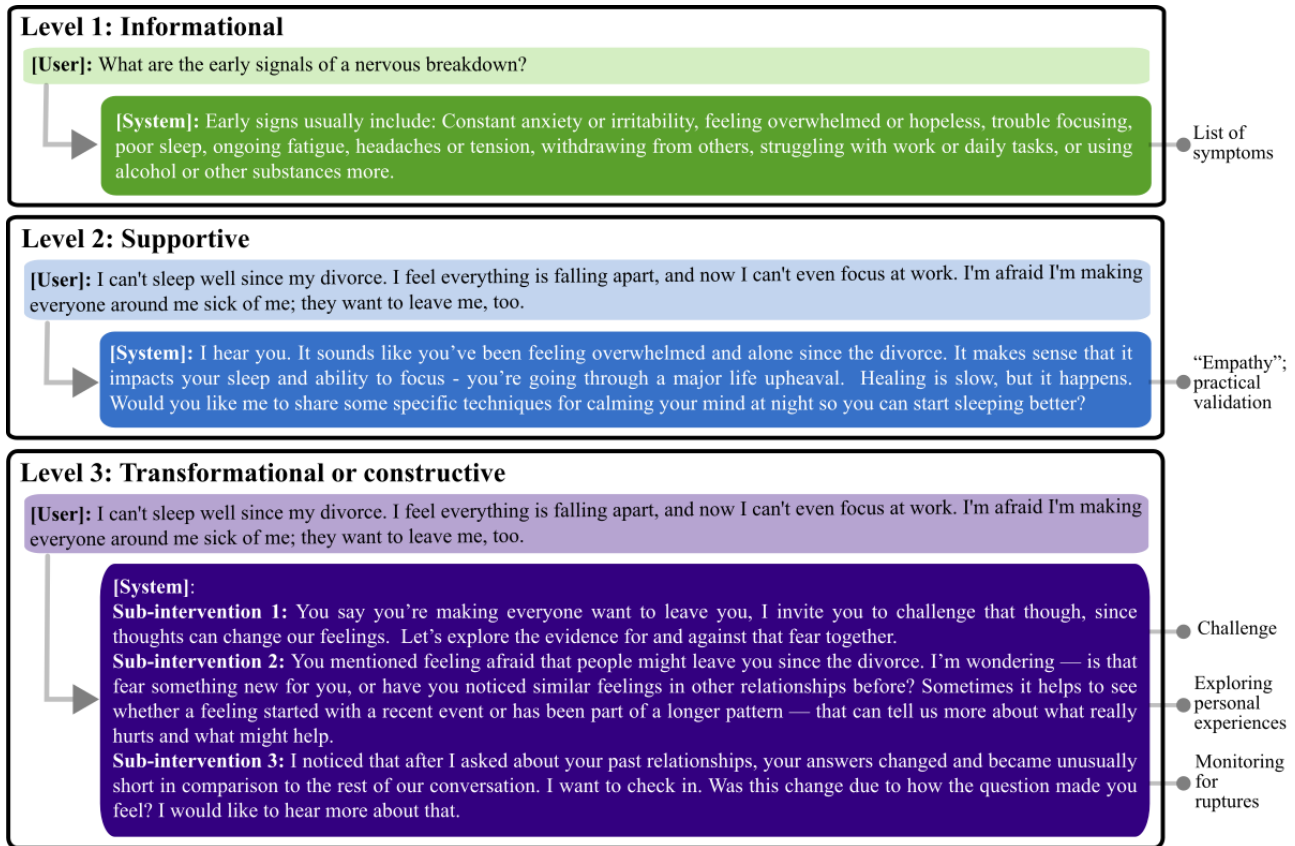 Level 1: Informational
[User]: What are the early signals of a nervous breakdown?
[System]: Early signs usually include: Constant anxiety or irritability, feeling overwhelmed or hopeless, trouble focusing,
poor sleep, ongoing fatigue, headaches or tension, withdrawing from others, struggling with work or daily tasks, or using
alcohol or other substances more.
List of
symptoms
Level 2: Supportive
[User]: I can't sleep well since my divorce. I feel everything is falling apart, and now I can't even focus at work. I'm afraid I'm making
everyone around me sick of me; they want to leave me, too.
[System]: I hear you. It sounds like you've been feeling overwhelmed and alone since the divorce. It makes sense that it
impacts your sleep and ability to focus - you're going through a major life upheaval. Healing is slow, but it happens.
Would you like me to share some specific techniques for calming your mind at night so you can start sleeping better?
“Empathy”;
practical
validation
Level 3: Transformational or constructive
[User]: I can't sleep well since my divorce. I feel everything is falling apart, and now I can't even focus at work. I'm afraid I'm making
everyone around me sick of me; they want to leave me, too.
[System]:
Sub-intervention 1: You say you're making everyone want to leave you, I invite you to challenge that though, since
thoughts can change our feelings. Let's explore the evidence for and against that fear together.
Sub-intervention 2: You mentioned feeling afraid that people might leave you since the divorce. I'm wondering — is that
fear something new for you, or have you noticed similar feelings in other relationships before? Sometimes it helps to see
whether a feeling started with a recent event or has been part of a longer pattern — that can tell us more about what really
hurts and what might help.
Sub-intervention 3: I noticed that after I asked about your past relationships, your answers changed and became unusually
short in comparison to the rest of our conversation. I want to check in. Was this change due to how the question made you
feel? I would like to hear more about that.
Challenge
Exploring
personal
experiences
Monitoring
for
ruptures